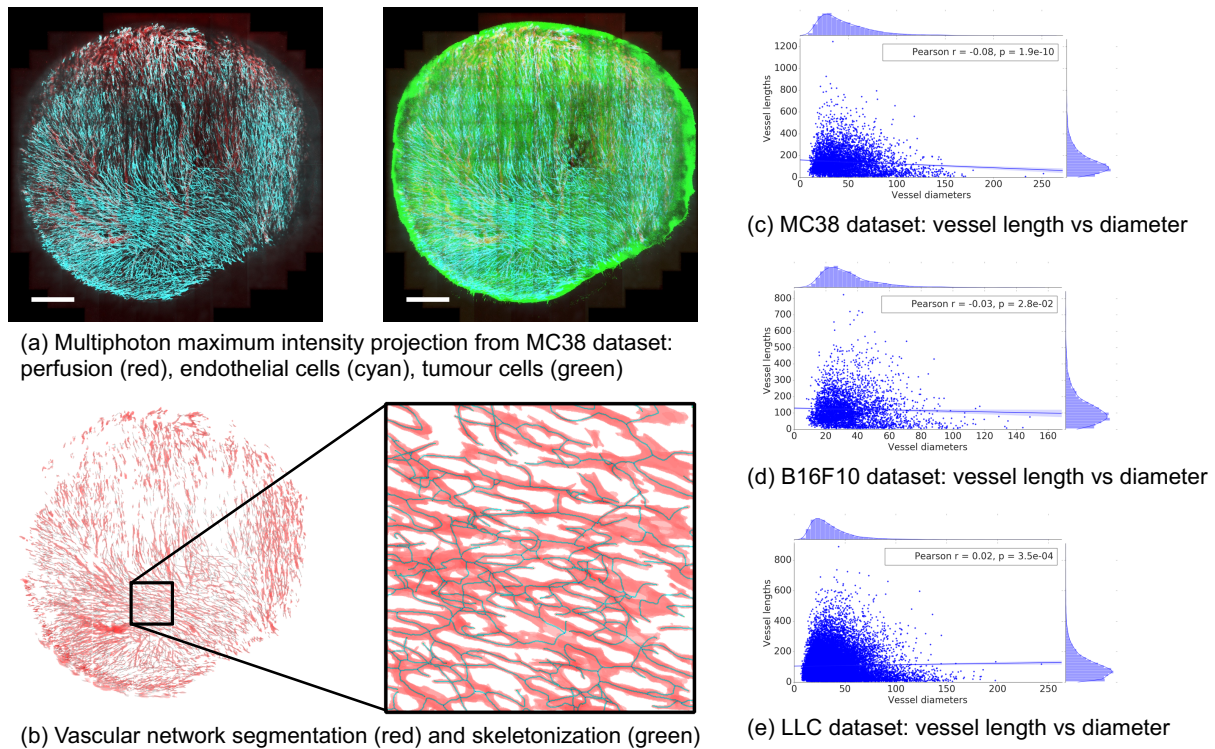 (a) Multiphoton maximum intensity projection from MC38 dataset:
perfusion (red), endothelial cells (cyan), tumour cells (green)
(b) Vascular network segmentation (red) and skeletonization (green)
Pearson r = -0.08, p = 1.9e-10
Vessel lengths
1200
1000
800
600
400
200
0
0 50 100 150 200 250
Vessel diameters
(c) MC38 dataset: vessel length vs diameter
Pearson r = -0.03, p = 2.8e-02
Vessel lengths
800
700
600
500
400
300
200
100
0
0 20 40 60 80 100 120 140 160
Vessel diameters
(d) B16F10 dataset: vessel length vs diameter
Pearson r = 0.02, p = 3.5e-04
Vessel lengths
800
600
400
200
0
0 50 100 150 200 250
Vessel diameters
(e) LLC dataset: vessel length vs diameter